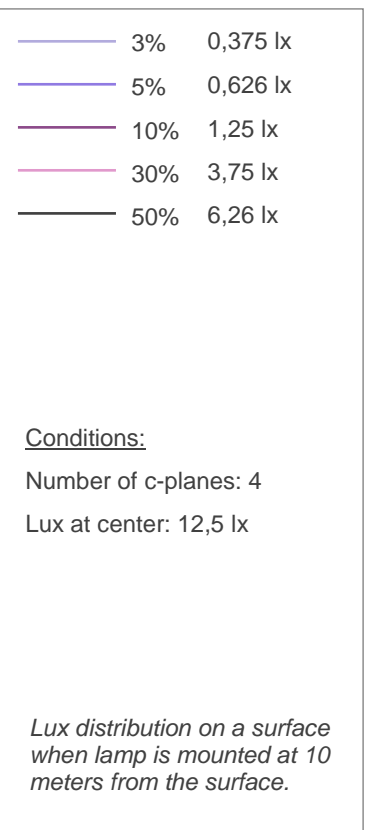 3% 0,375 lx
5% 0,626 lx
10% 1,25 lx
30% 3,75 lx
50% 6,26 lx
Conditions:
Number of c-planes: 4
Lux at center: 12,5 lx
Lux distribution on a surface
when lamp is mounted at 10
meters from the surface.